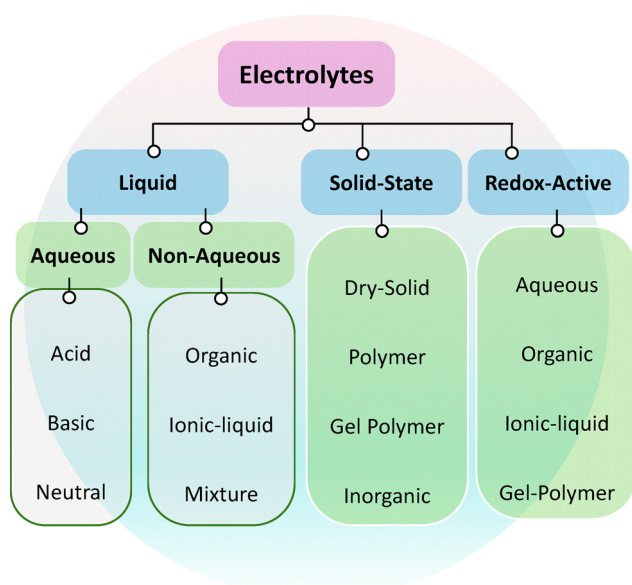 Electrolytes
Liquid
Solid-State
Redox-Active
Aqueous
Non-Aqueous
Acid
Basic
Neutral
Organic
Ionic-liquid
Mixture
Dry-Solid
Polymer
Gel Polymer
Inorganic
Aqueous
Organic
Ionic-liquid
Gel-Polymer